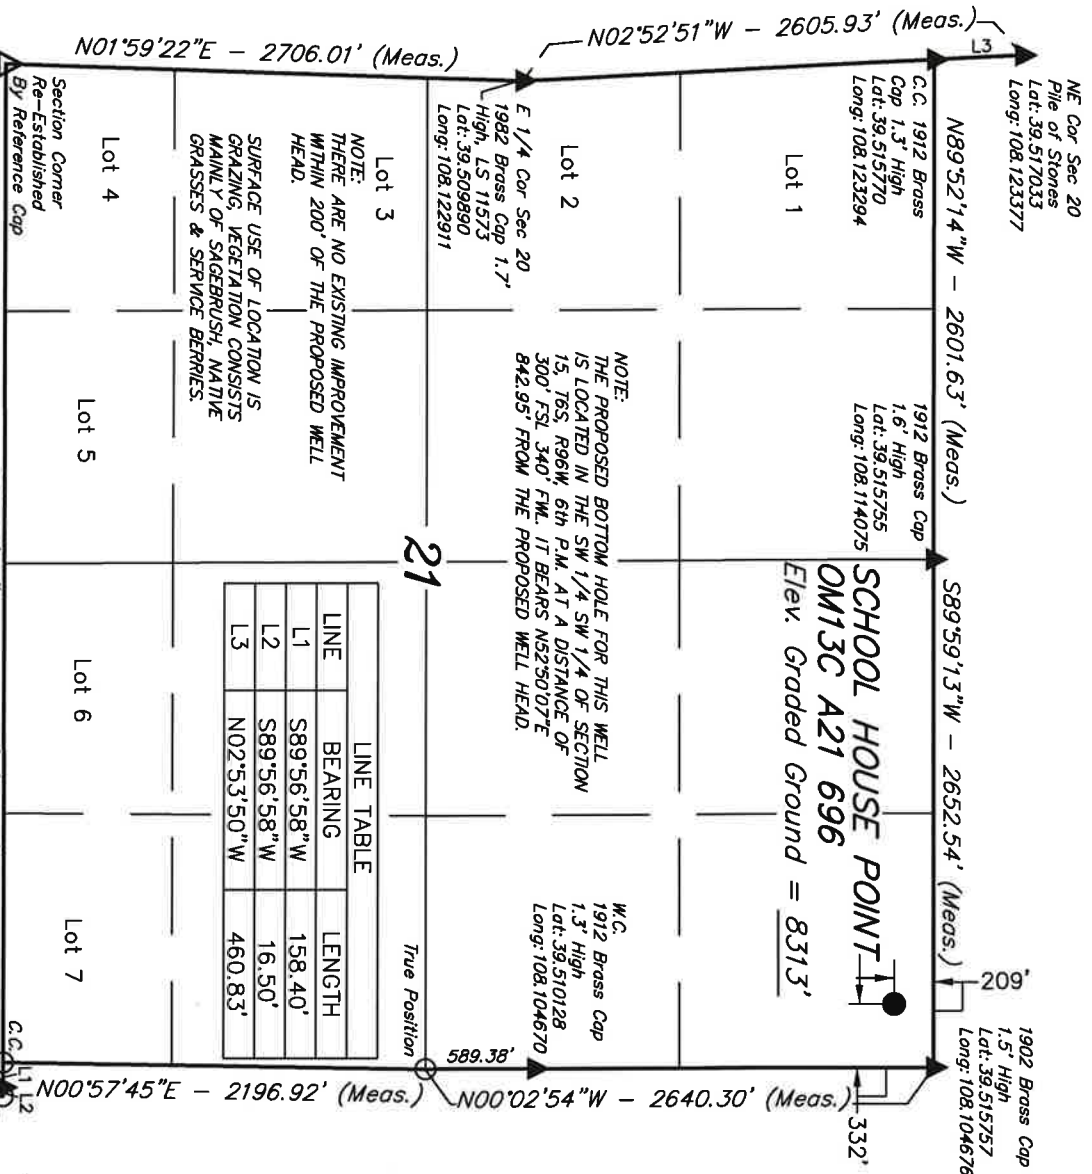 N01°59'22"E - 2706.01' (Meas.)
N02°52'51"W - 2605.93' (Meas.)
L3
NE Cor Sec 20
Pile of Stones
Lat: 39.517033
Long: 108.123377
C.C. 1912 Brass
Cap 1.3' High
Lat: 39.515770
Long: 108.123294
N89°52'14"W - 2601.63' (Meas.)
1912 Brass Cap
1.6' High
Lat: 39.515755
Long: 108.114075
S89°59'13"W - 2652.54' (Meas.)
209'
1902 Brass Cap
1.5' High
Lat: 39.515757
Long: 108.104676
Lot 1
SCHOOL HOUSE POINT
OM13C A21 696
Elev. Graded Ground = 8313'
332'
Lot 2
E 1/4 Cor Sec 20
1982 Brass Cap 1.7'
High, LS 11573
Lat: 39.509890
Long: 108.122911
NOTE:
THE PROPOSED BOTTOM HOLE FOR THIS WELL
IS LOCATED IN THE SW 1/4 SW 1/4 OF SECTION
15, T6S, R96W, 6th P.M. AT A DISTANCE OF
300' FSL 340' FWL. IT BEARS N52°50'07"E
842.95' FROM THE PROPOSED WELL HEAD.
W.C.
1912 Brass Cap
1.3' High
Lat: 39.510128
Long: 108.104670
589.38'
N00°02'54"W - 2640.30' (Meas.)
21
True Position
Lot 3
NOTE:
THERE ARE NO EXISTING IMPROVEMENT
WITHIN 200' OF THE PROPOSED WELL
HEAD.
SURFACE USE OF LOCATION IS
GRAZING, VEGETATION CONSISTS
MAINLY OF SAGEBRUSH, NATIVE
GRASSES & SERVICE BERRIES.
LINE TABLE
LINE BEARING LENGTH
L1 S89°56'58"W 158.40'
L2 S89°56'58"W 16.50'
L3 N02°53'50"W 460.83'
Lot 4
Lot 5
Lot 6
Lot 7
Section Corner
Re-Established
By Reference Cap
N00°57'45"E - 2196.92' (Meas.)
C.C.
L1
L2